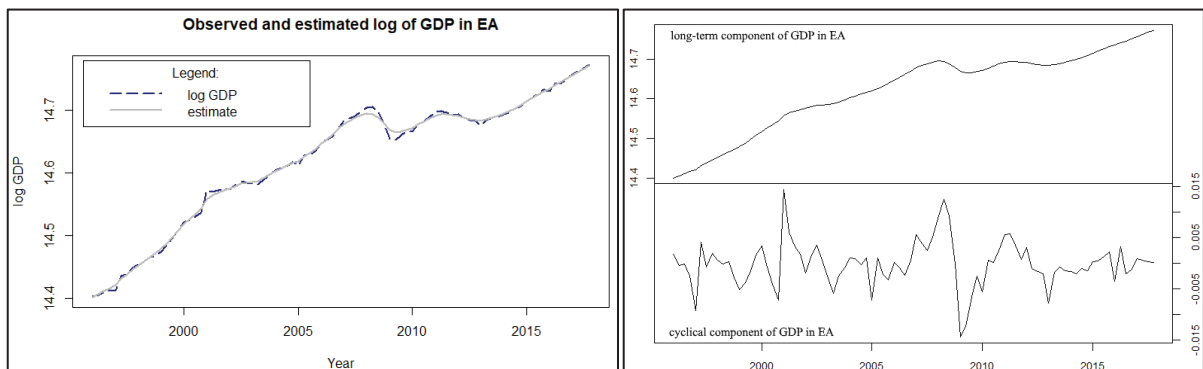 Observed and estimated log of GDP in EA
Legend:
log GDP
estimate
log GDP
14.7
14.6
14.5
14.4
2000 2005 2010 2015
Year
long-term component of GDP in EA
14.7
14.6
14.5
14.4
0.015
0.005
-0.005
-0.015
cyclical component of GDP in EA
2000 2005 2010 2015